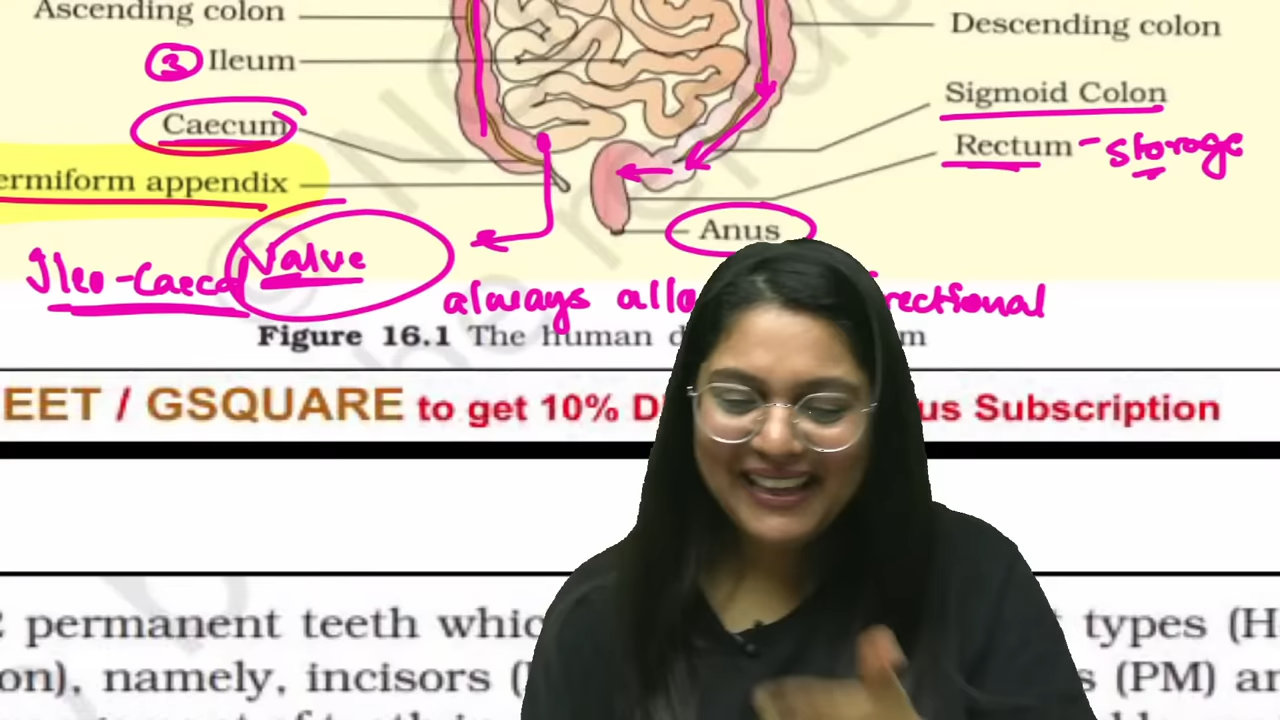 Ascending colon
Descending colon
3 Ileum
Sigmoid Colon
Caecum
Rectum - storage
ermiform appendix
Anus
Ileo-Caecal Valve
always allo rectional
Figure 16.1 The human d m
EET / GSQUARE to get 10% D us Subscription
2 permanent teeth whic types (H
on), namely, incisors ( s (PM) an